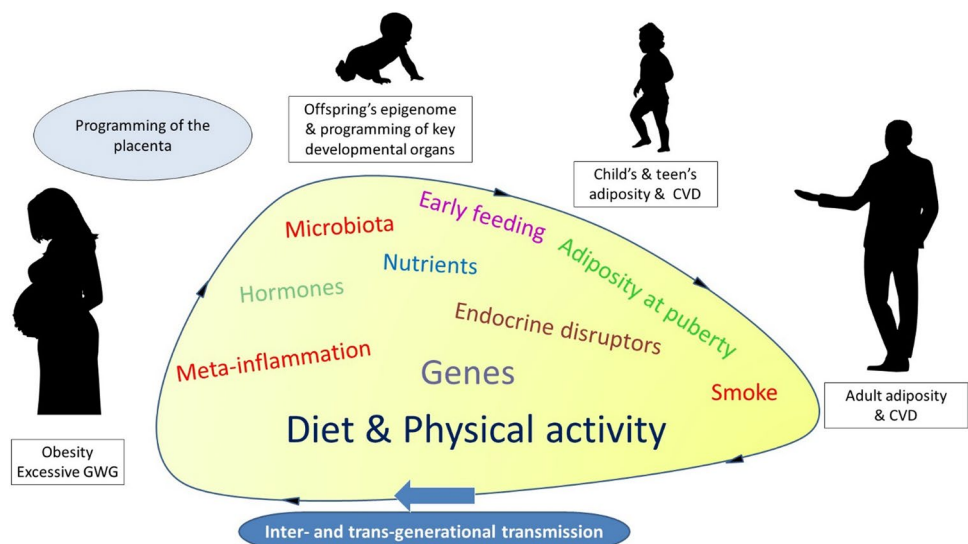 Programming of the
placenta
Offspring's epigenome
& programming of key
developmental organs
Child's & teen's
adiposity & CVD
Early feeding
Microbiota
Nutrients
Adiposity at puberty
Hormones
Endocrine disruptors
Meta-inflammation
Genes
Smoke
Diet & Physical activity
Adult adiposity
& CVD
Obesity
Excessive GWG
Inter- and trans-generational transmission